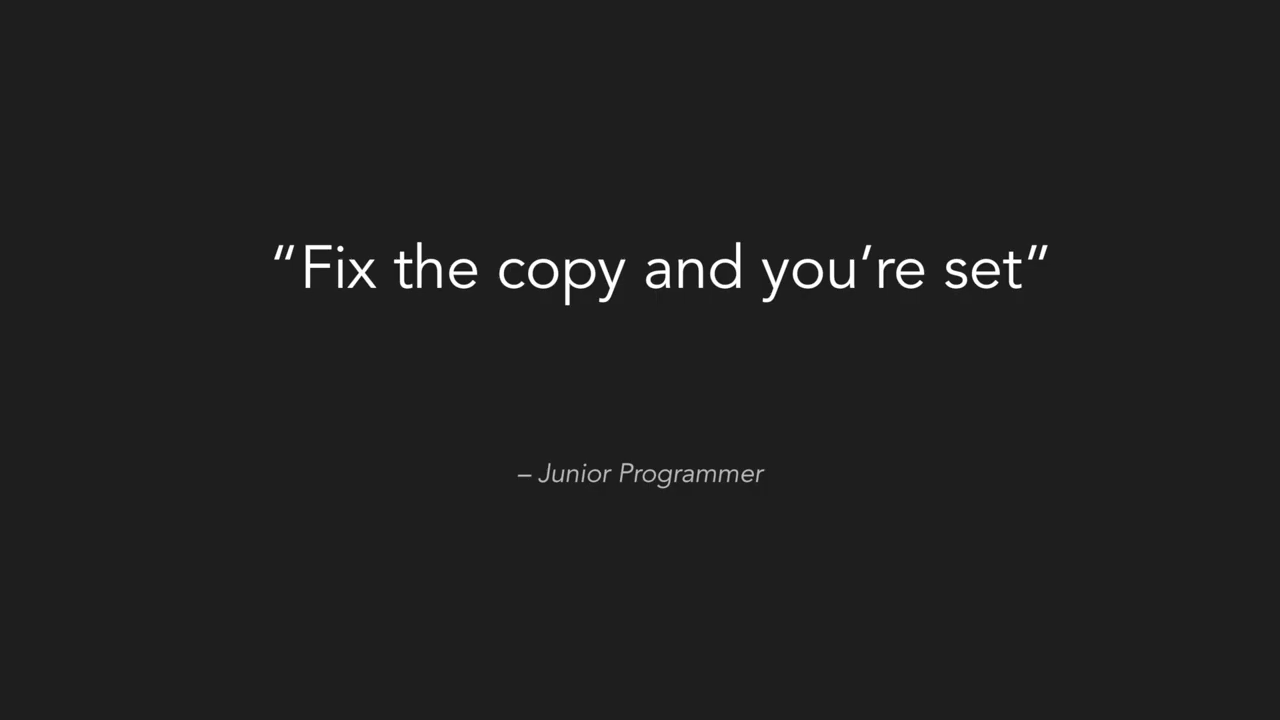 “Fix the copy and you’re set”
– Junior Programmer